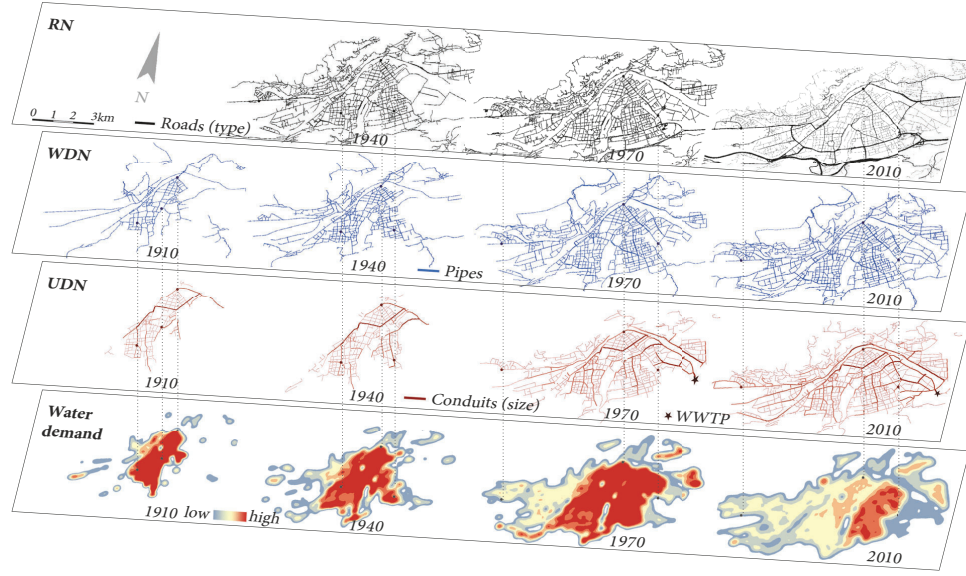 RN
N
0 1 2 3km
Roads (type)
1940
1970
2010
WDN
1910
1940
Pipes
1970
2010
UDN
1910
1940
Conduits (size)
1970
WWTP
2010
Water
demand
1910
low
high
1940
1970
2010